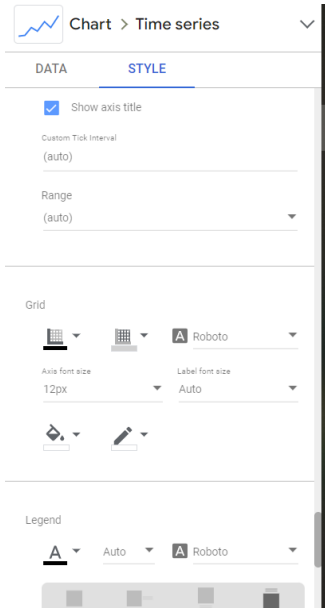 Chart > Time series
DATA STYLE
Show axis title
Custom Tick Interval
(auto)
Range
(auto)
Grid
A Roboto
Axis font size Label font size
12px Auto
Legend
A Auto A Roboto